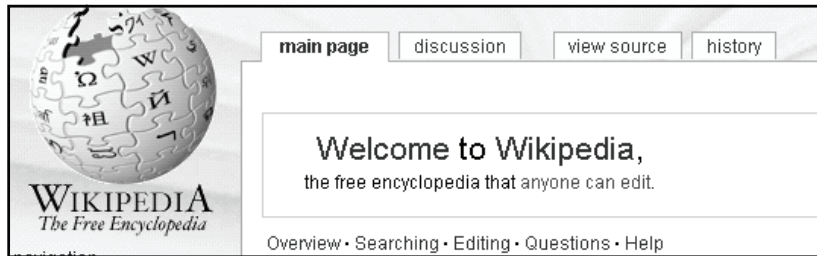 main page discussion view source history
Welcome to Wikipedia,
the free encyclopedia that anyone can edit.
WIKIPEDIA
The Free Encyclopedia
Overview · Searching · Editing · Questions · Help
navigation